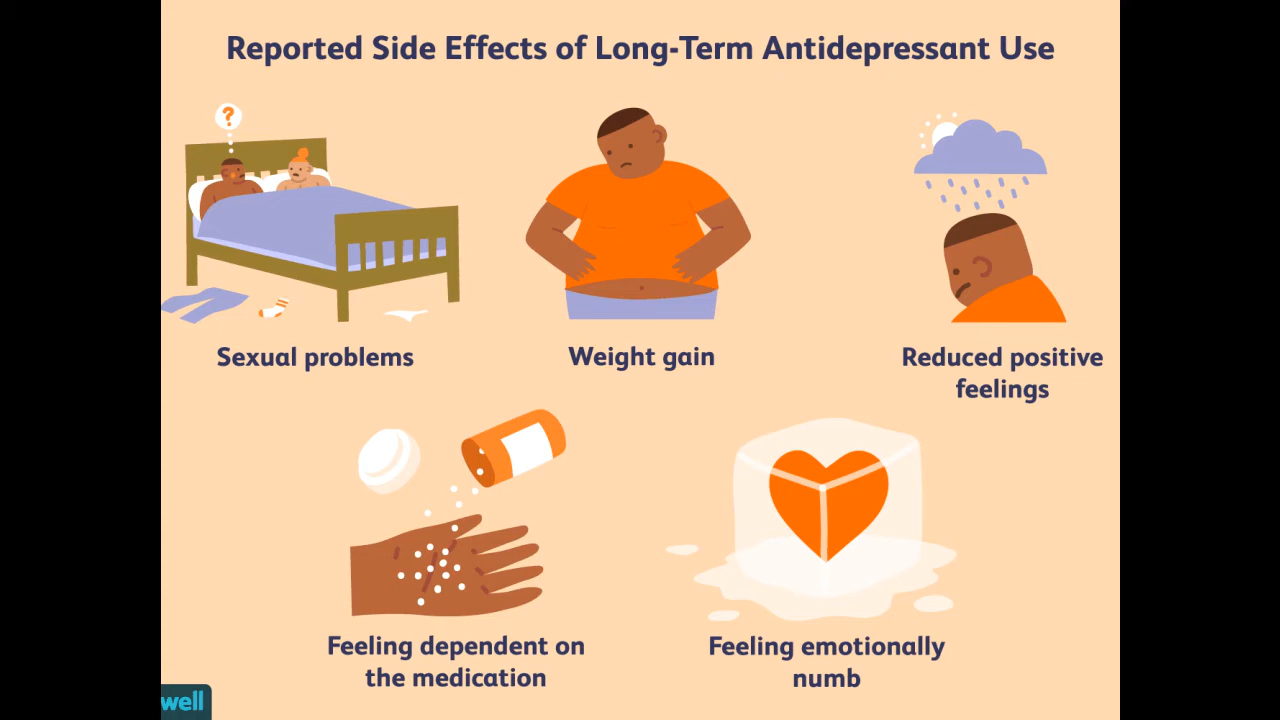 Reported Side Effects of Long-Term Antidepressant Use
?
Sexual problems
Weight gain
Reduced positive
feelings
Feeling dependent on
the medication
Feeling emotionally
numb
well